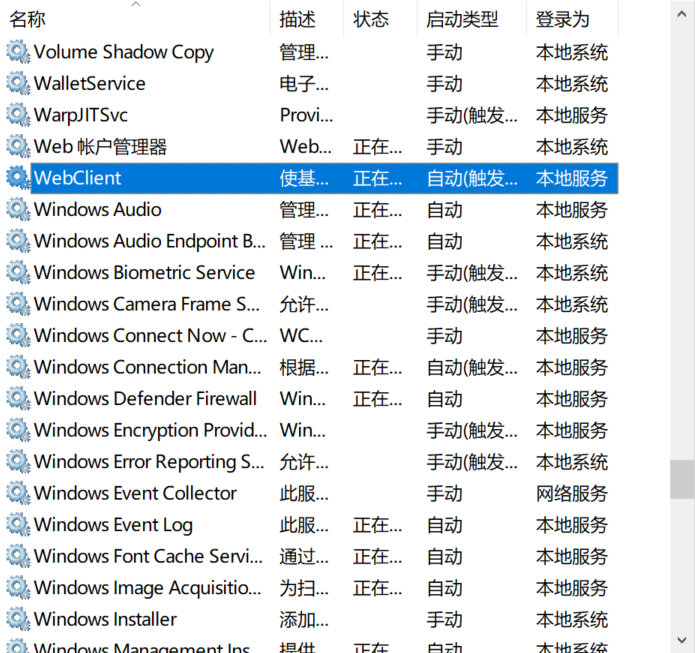 名称 描述 状态 启动类型 登录为
Volume Shadow Copy 管理... 手动 本地系统
WalletService 电子... 手动 本地系统
WarpJITSvc Provi... 手动(触发... 本地服务
Web 帐户管理器 Web... 正在... 手动 本地系统
WebClient 使基... 正在... 自动(触发... 本地服务
Windows Audio 管理... 正在... 自动 本地服务
Windows Audio Endpoint B... 管理 ... 正在... 自动 本地系统
Windows Biometric Service Win... 正在... 手动(触发... 本地系统
Windows Camera Frame S... 允许... 手动(触发... 本地系统
Windows Connect Now - C... WC... 手动 本地服务
Windows Connection Man... 根据... 正在... 自动(触发... 本地服务
Windows Defender Firewall Win... 正在... 自动 本地服务
Windows Encryption Provid... Win... 手动(触发... 本地服务
Windows Error Reporting S... 允许... 手动(触发... 本地系统
Windows Event Collector 此服... 手动 网络服务
Windows Event Log 此服... 正在... 自动 本地服务
Windows Font Cache Servi... 通过... 正在... 自动 本地服务
Windows Image Acquisitio... 为扫... 正在... 自动 本地服务
Windows Installer 添加... 手动 本地系统
Windows Management Ins... 提供... 正在... 自动 本地系统